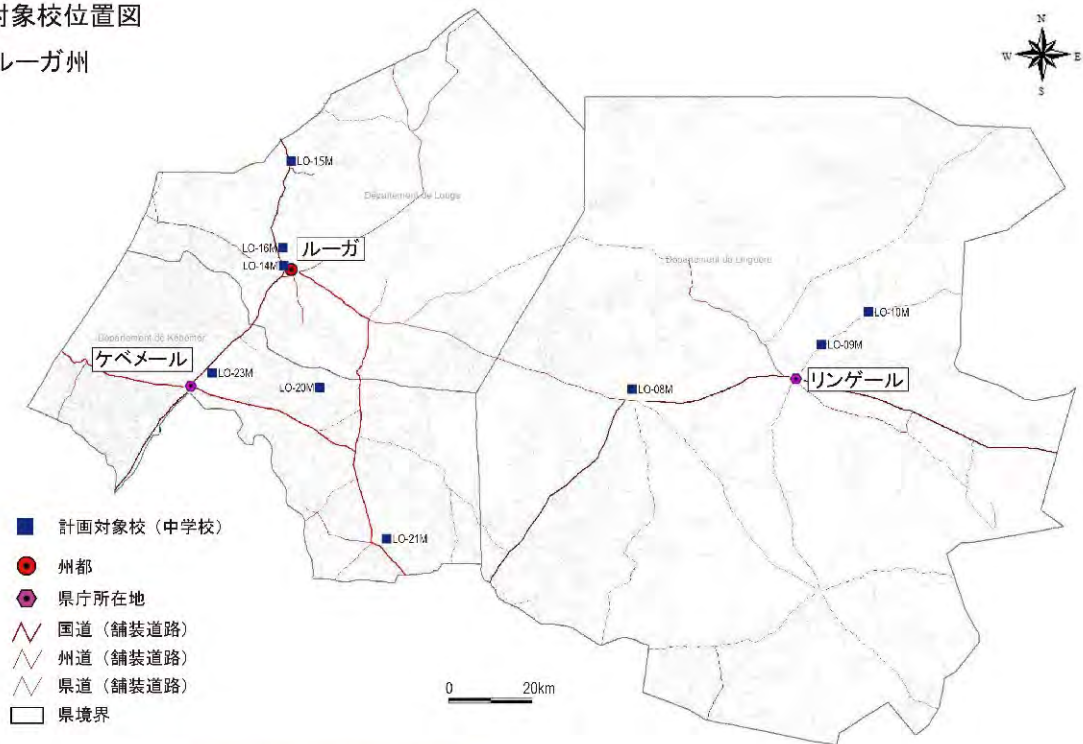 対象校位置図
ルーガ州
N
W E
S
LO-15M
Département de Louga
LO-16M
ルーガ
LO-14M
Département de Linguère
LO-10M
Département de Kébémer
LO-09M
ケベメール
LO-23M
LO-20M
LO-08M
リンゲール
LO-21M
計画対象校(中学校)
州都
県庁所在地
国道(舗装道路)
州道(舗装道路)
県道(舗装道路)
県境界
0 20km